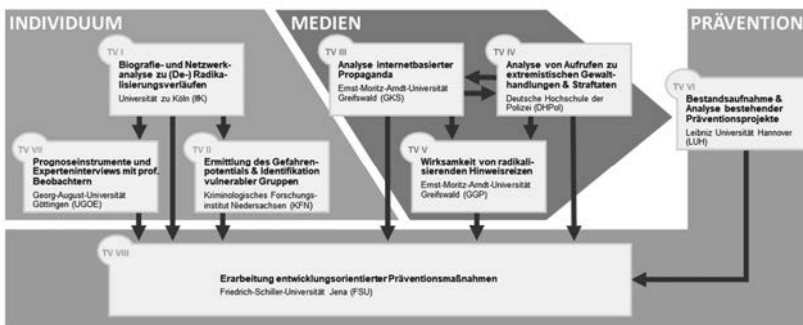 INDIVIDUUM
TV I
Biografie- und Netzwerk-
analyse zu (De-) Radika-
lisierungsverläufen
Universität zu Köln (IfK)
TV VII
Prognoseinstrumente und
Experteninterviews mit prof.
Beobachtern
Georg-August-Universität
Göttingen (UGOE)
TV II
Ermittlung des Gefahren-
potentials & Identifikation
vulnerabler Gruppen
Kriminologisches Forschungs-
institut Niedersachsen (KFN)
MEDIEN
TV III
Analyse internetbasierter
Propaganda
Ernst-Moritz-Arndt-Universität
Greifswald (GKS)
TV IV
Analyse von Aufrufen zu
extremistischen Gewalt-
handlungen & Straftaten
Deutsche Hochschule der
Polizei (DHPol)
TV V
Wirksamkeit von radikali-
sierenden Hinweisreizen
Ernst-Moritz-Arndt-Universität
Greifswald (GGP)
PRÄVENTION
TV VI
Bestandsaufnahme &
Analyse bestehender
Präventionsprojekte
Leibniz Universität Hannover
(LUH)
TV VIII
Erarbeitung entwicklungsorientierter Präventionsmaßnahmen
Friedrich-Schiller-Universität Jena (FSU)